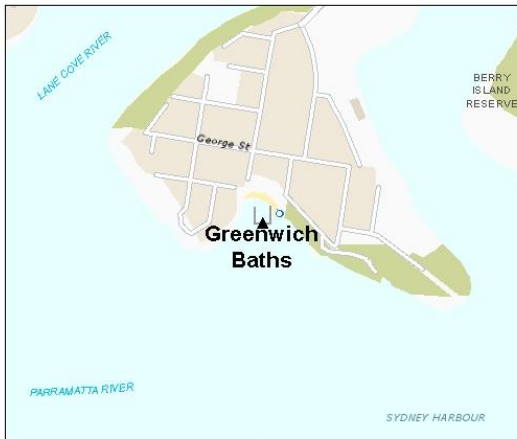 LANE COVE RIVER
BERRY
ISLAND
RESERVE
George St
Greenwich
Baths
PARRAMATTA RIVER
SYDNEY HARBOUR